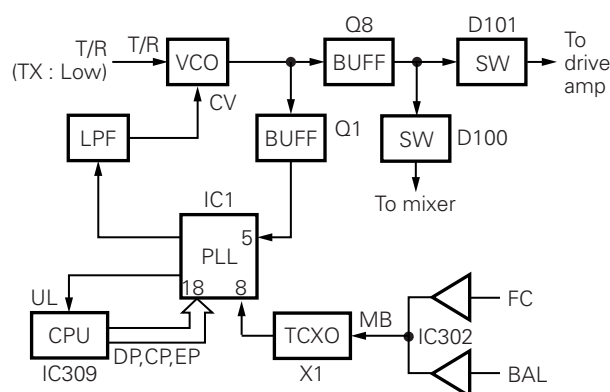 Q8
D101
T/R
(TX : Low)
T/R
VCO
BUFF
SW
To
drive
amp
CV
LPF
BUFF
Q1
SW
D100
To mixer
IC1
PLL
5
18
8
UL
CPU
IC309
DP,CP,EP
TCXO
X1
MB
IC302
FC
BAL